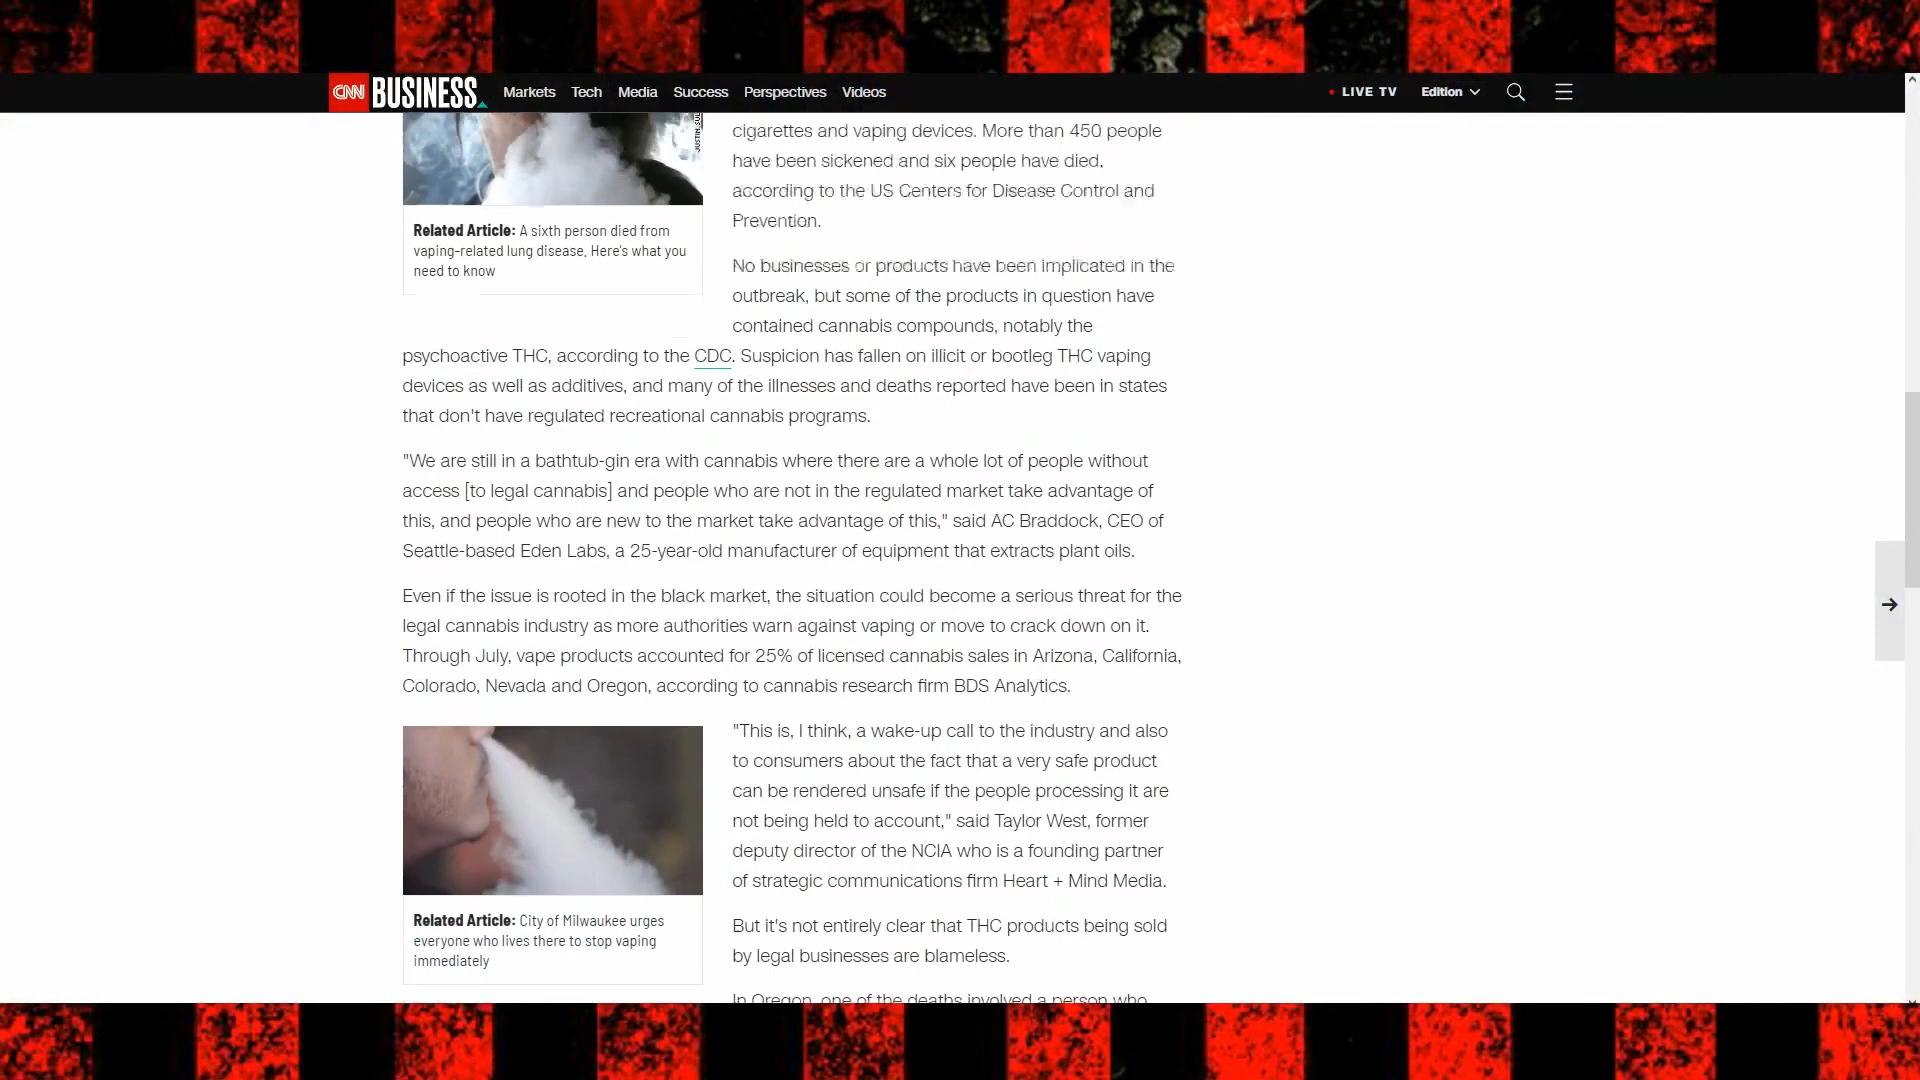 CNN BUSINESS Markets Tech Media Success Perspectives Videos LIVE TV Edition
cigarettes and vaping devices. More than 450 people
have been sickened and six people have died,
according to the US Centers for Disease Control and
Prevention.
Related Article: A sixth person died from
vaping-related lung disease. Here's what you
need to know
No businesses or products have been implicated in the
outbreak, but some of the products in question have
contained cannabis compounds, notably the
psychoactive THC, according to the CDC. Suspicion has fallen on illicit or bootleg THC vaping
devices as well as additives, and many of the illnesses and deaths reported have been in states
that don't have regulated recreational cannabis programs.
"We are still in a bathtub-gin era with cannabis where there are a whole lot of people without
access [to legal cannabis] and people who are not in the regulated market take advantage of
this, and people who are new to the market take advantage of this," said AC Braddock, CEO of
Seattle-based Eden Labs, a 25-year-old manufacturer of equipment that extracts plant oils.
Even if the issue is rooted in the black market, the situation could become a serious threat for the
legal cannabis industry as more authorities warn against vaping or move to crack down on it.
Through July, vape products accounted for 25% of licensed cannabis sales in Arizona, California,
Colorado, Nevada and Oregon, according to cannabis research firm BDS Analytics.
"This is, I think, a wake-up call to the industry and also
to consumers about the fact that a very safe product
can be rendered unsafe if the people processing it are
not being held to account," said Taylor West, former
deputy director of the NCIA who is a founding partner
of strategic communications firm Heart + Mind Media.
Related Article: City of Milwaukee urges
everyone who lives there to stop vaping
immediately
But it's not entirely clear that THC products being sold
by legal businesses are blameless.
In Oregon, one of the deaths involved a person who